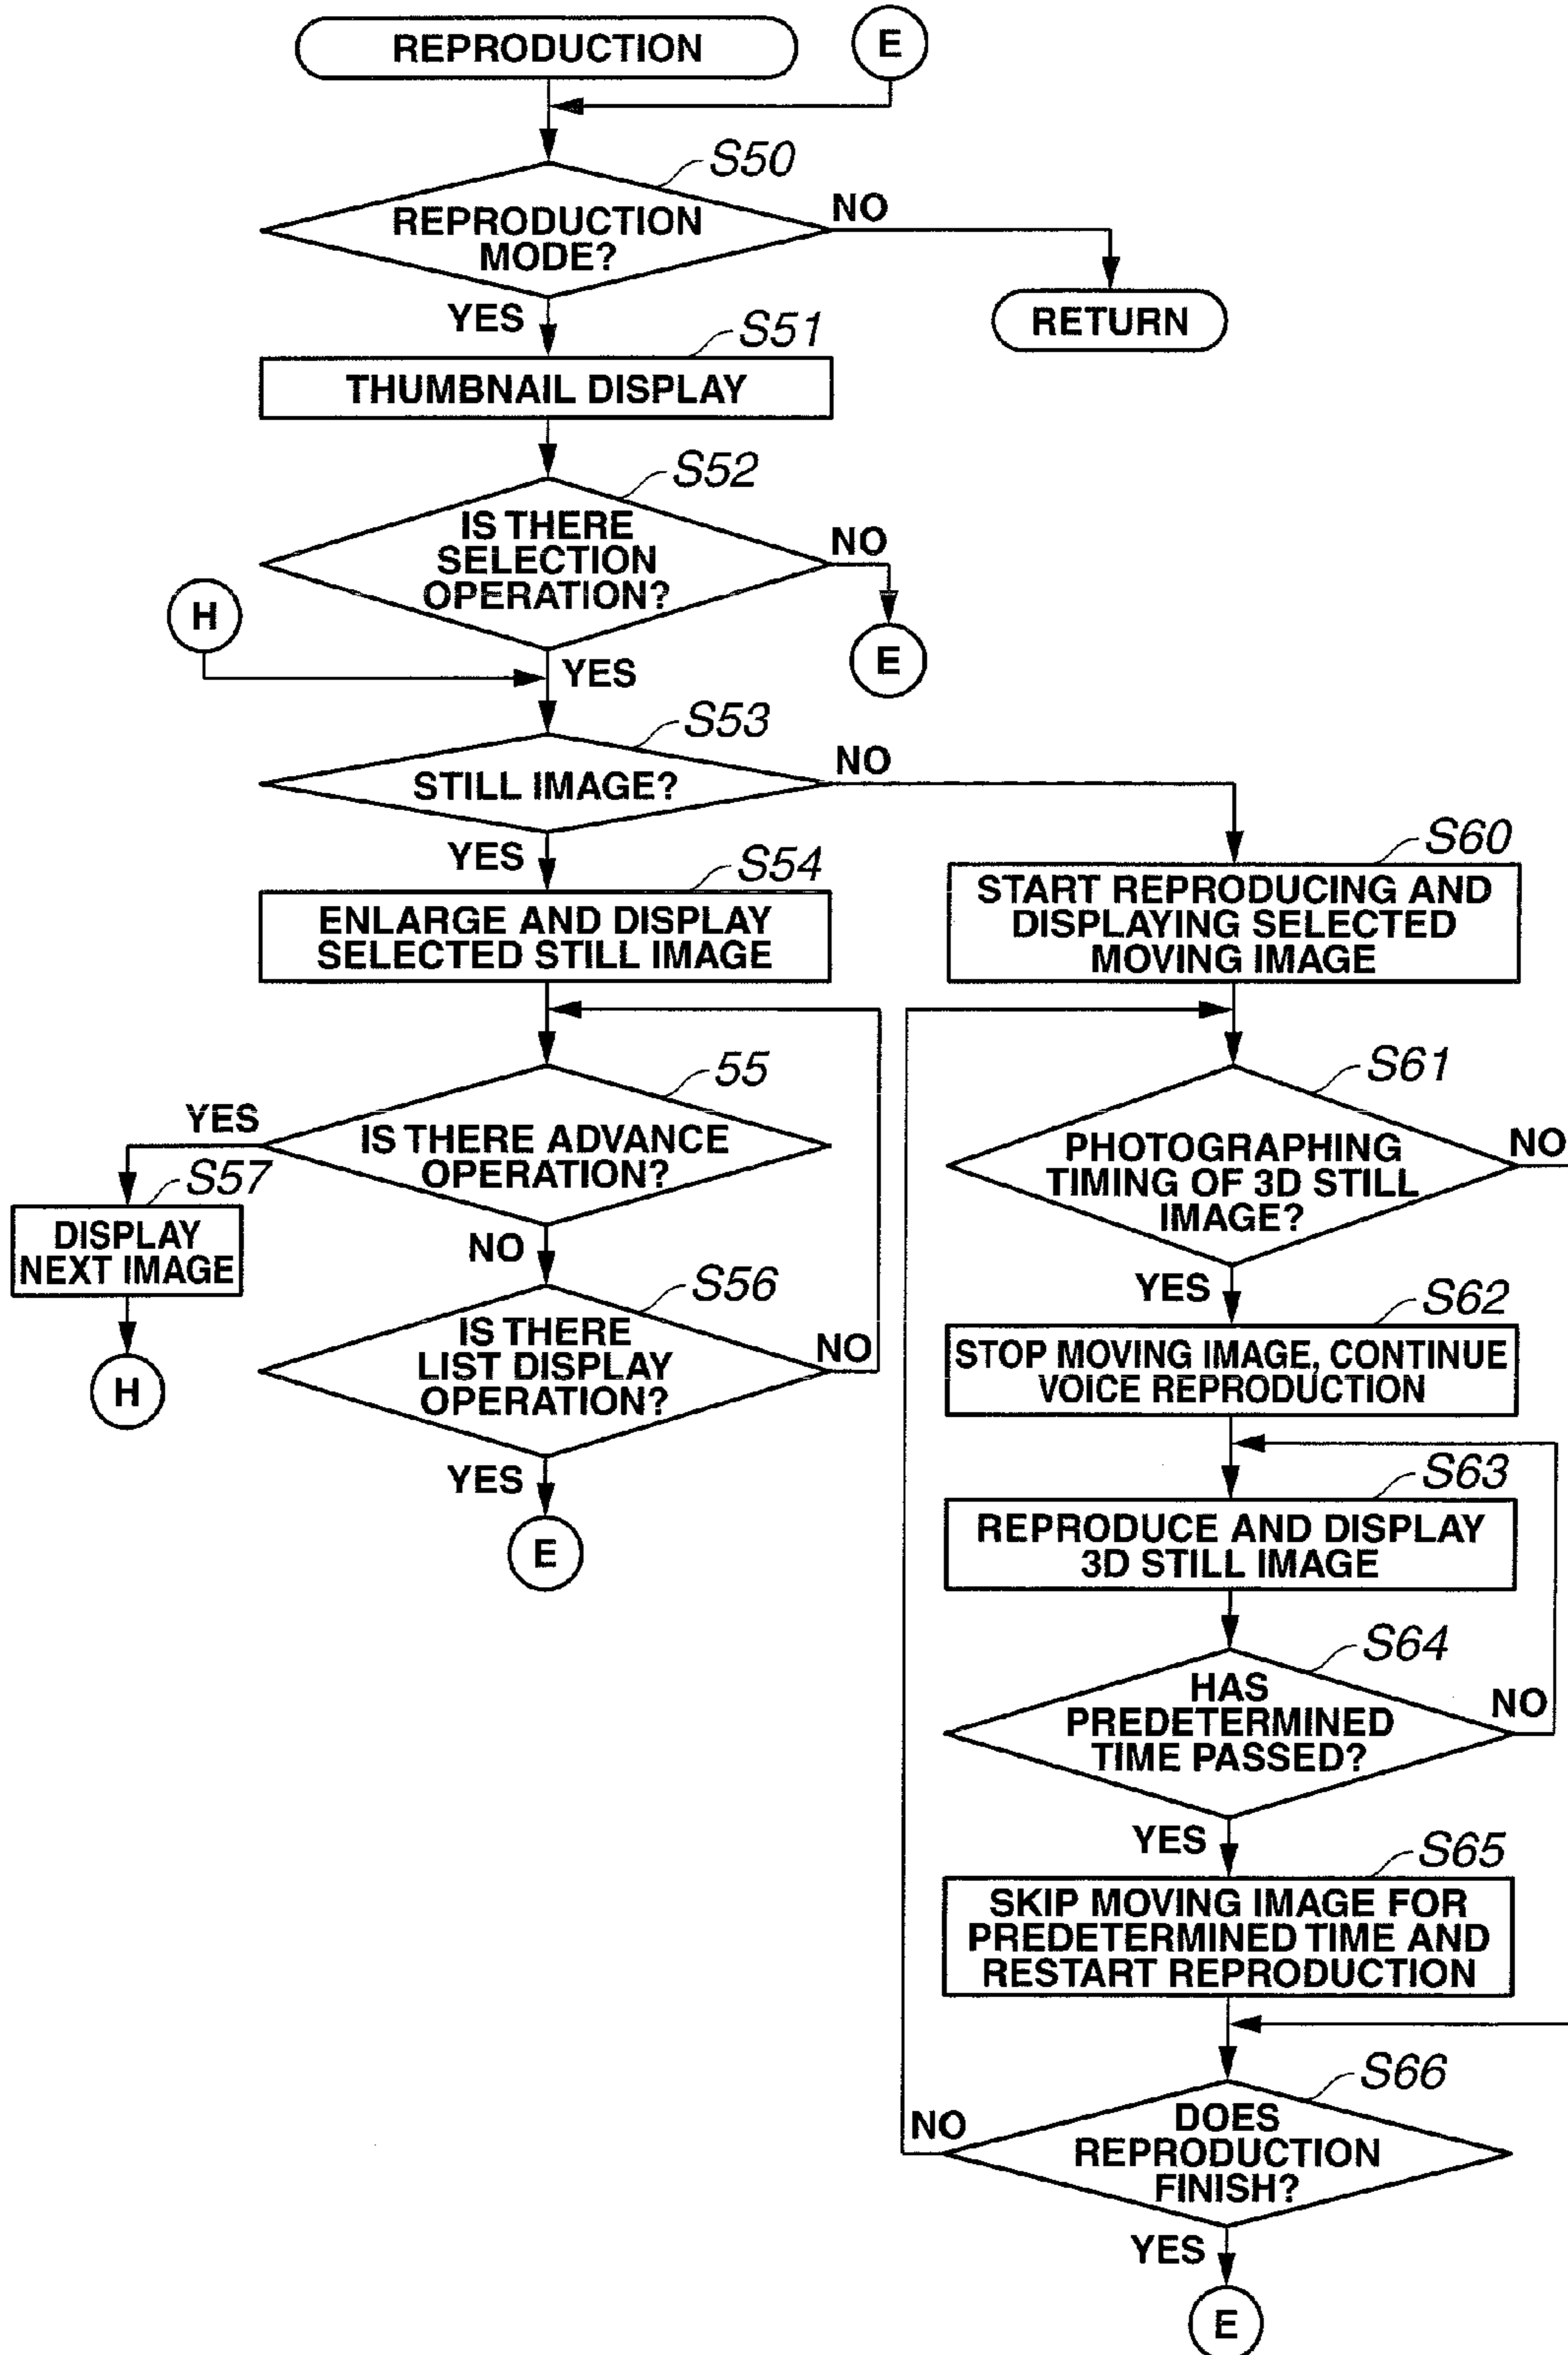 REPRODUCTION
E
S50
REPRODUCTION
MODE?
NO
RETURN
YES
S51
THUMBNAIL DISPLAY
S52
IS THERE
SELECTION
OPERATION?
NO
E
H
YES
S53
STILL IMAGE?
NO
YES
S54
ENLARGE AND DISPLAY
SELECTED STILL IMAGE
55
IS THERE ADVANCE
OPERATION?
YES
S57
DISPLAY
NEXT IMAGE
H
NO
S56
IS THERE
LIST DISPLAY
OPERATION?
NO
YES
E
S60
START REPRODUCING AND
DISPLAYING SELECTED
MOVING IMAGE
S61
PHOTOGRAPHING
TIMING OF 3D STILL
IMAGE?
NO
YES
S62
STOP MOVING IMAGE, CONTINUE
VOICE REPRODUCTION
S63
REPRODUCE AND DISPLAY
3D STILL IMAGE
S64
HAS
PREDETERMINED
TIME PASSED?
NO
YES
S65
SKIP MOVING IMAGE FOR
PREDETERMINED TIME AND
RESTART REPRODUCTION
S66
DOES
REPRODUCTION
FINISH?
NO
YES
E